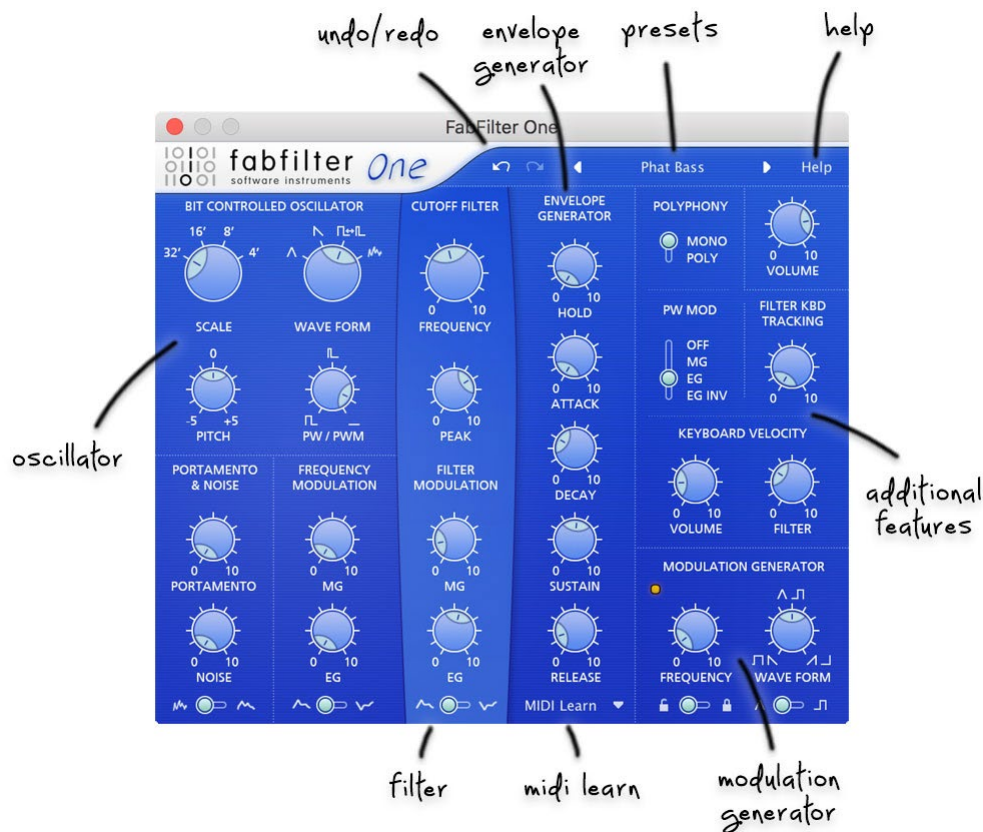 undo/redo
envelope
generator
presets
help
FabFilter One
fabfilter One
software instruments
Phat Bass
Help
BIT CONTROLLED OSCILLATOR
16' 8'
32' 4'
SCALE
WAVE FORM
0
-5 +5
PITCH
PW / PWM
PORTAMENTO
& NOISE
0 10
PORTAMENTO
0 10
NOISE
FREQUENCY
MODULATION
0 10
MG
0 10
EG
CUTOFF FILTER
0 10
FREQUENCY
0 10
PEAK
FILTER
MODULATION
0 10
MG
0 10
EG
ENVELOPE
GENERATOR
0 10
HOLD
0 10
ATTACK
0 10
DECAY
0 10
SUSTAIN
0 10
RELEASE
MIDI Learn
POLYPHONY
MONO
POLY
0 10
VOLUME
PW MOD
OFF
MG
EG
EG INV
FILTER KBD
TRACKING
0 10
KEYBOARD VELOCITY
0 10
VOLUME
0 10
FILTER
MODULATION GENERATOR
0 10
FREQUENCY
WAVE FORM
oscillator
additional
features
filter
midi learn
modulation
generator